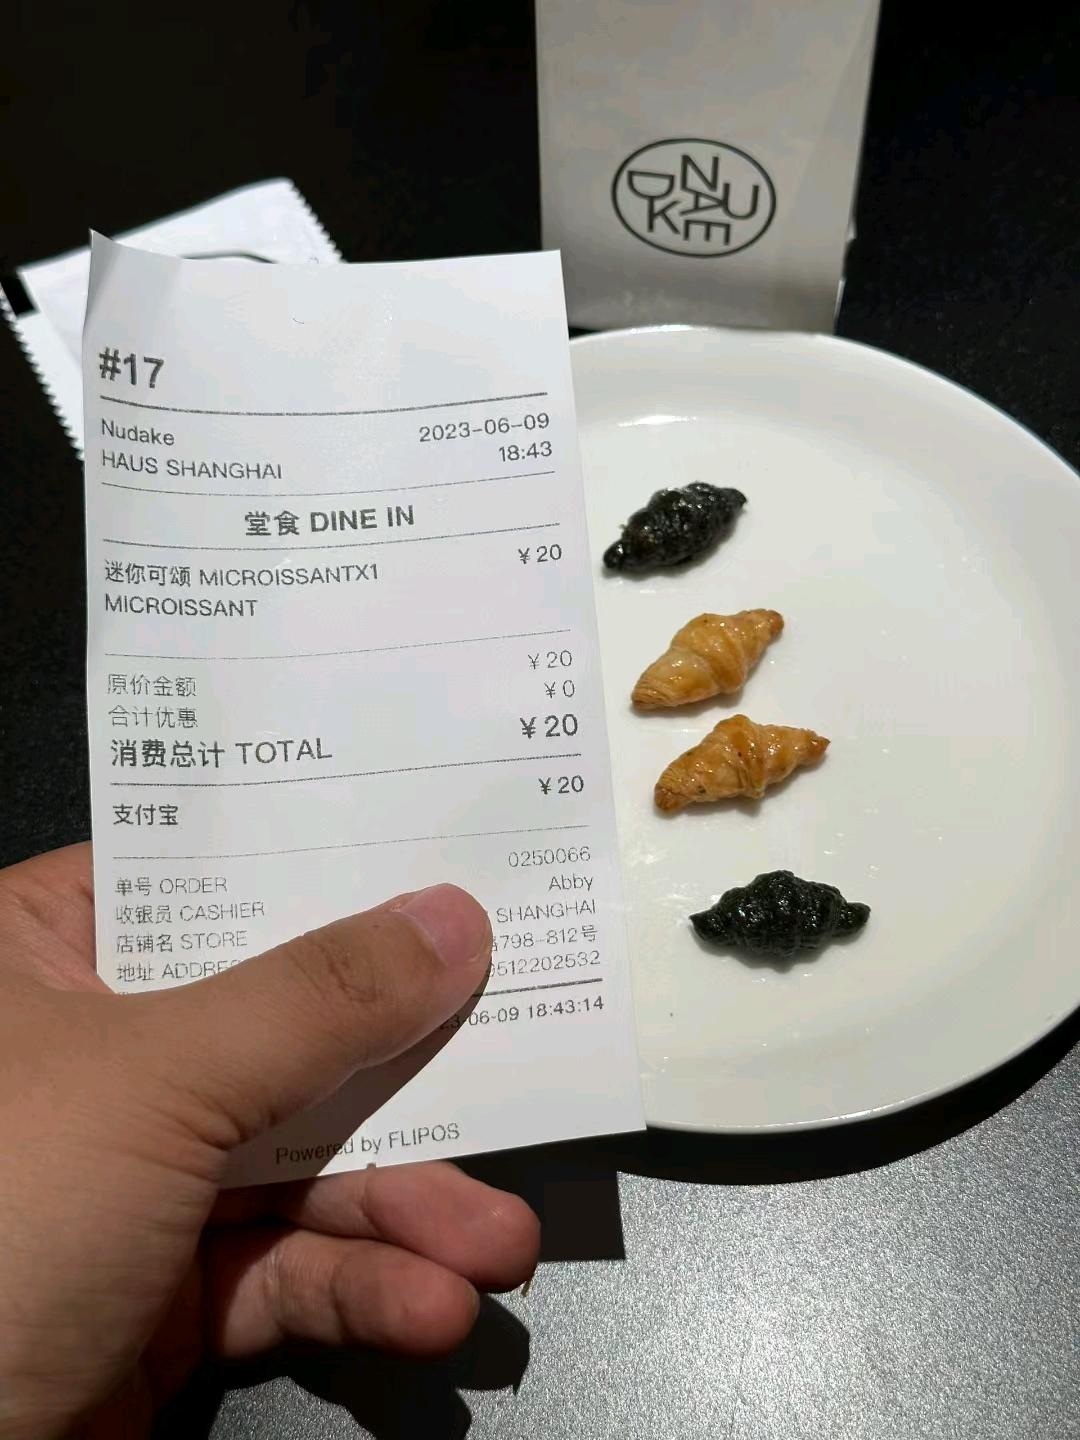 NUDAKE
#17
Nudake 2023-06-09
HAUS SHANGHAI 18:43
堂食 DINE IN
迷你可颂 MICROISSANTX1 ¥20
MICROISSANT
原价金额 ¥20
合计优惠 ¥0
消费总计 TOTAL ¥20
支付宝 ¥20
单号 ORDER 0250066
收银员 CASHIER Abby
店铺名 STORE SHANGHAI
地址 798-812号
9512202532
06-09 18:43:14
Powered by FLIPOS